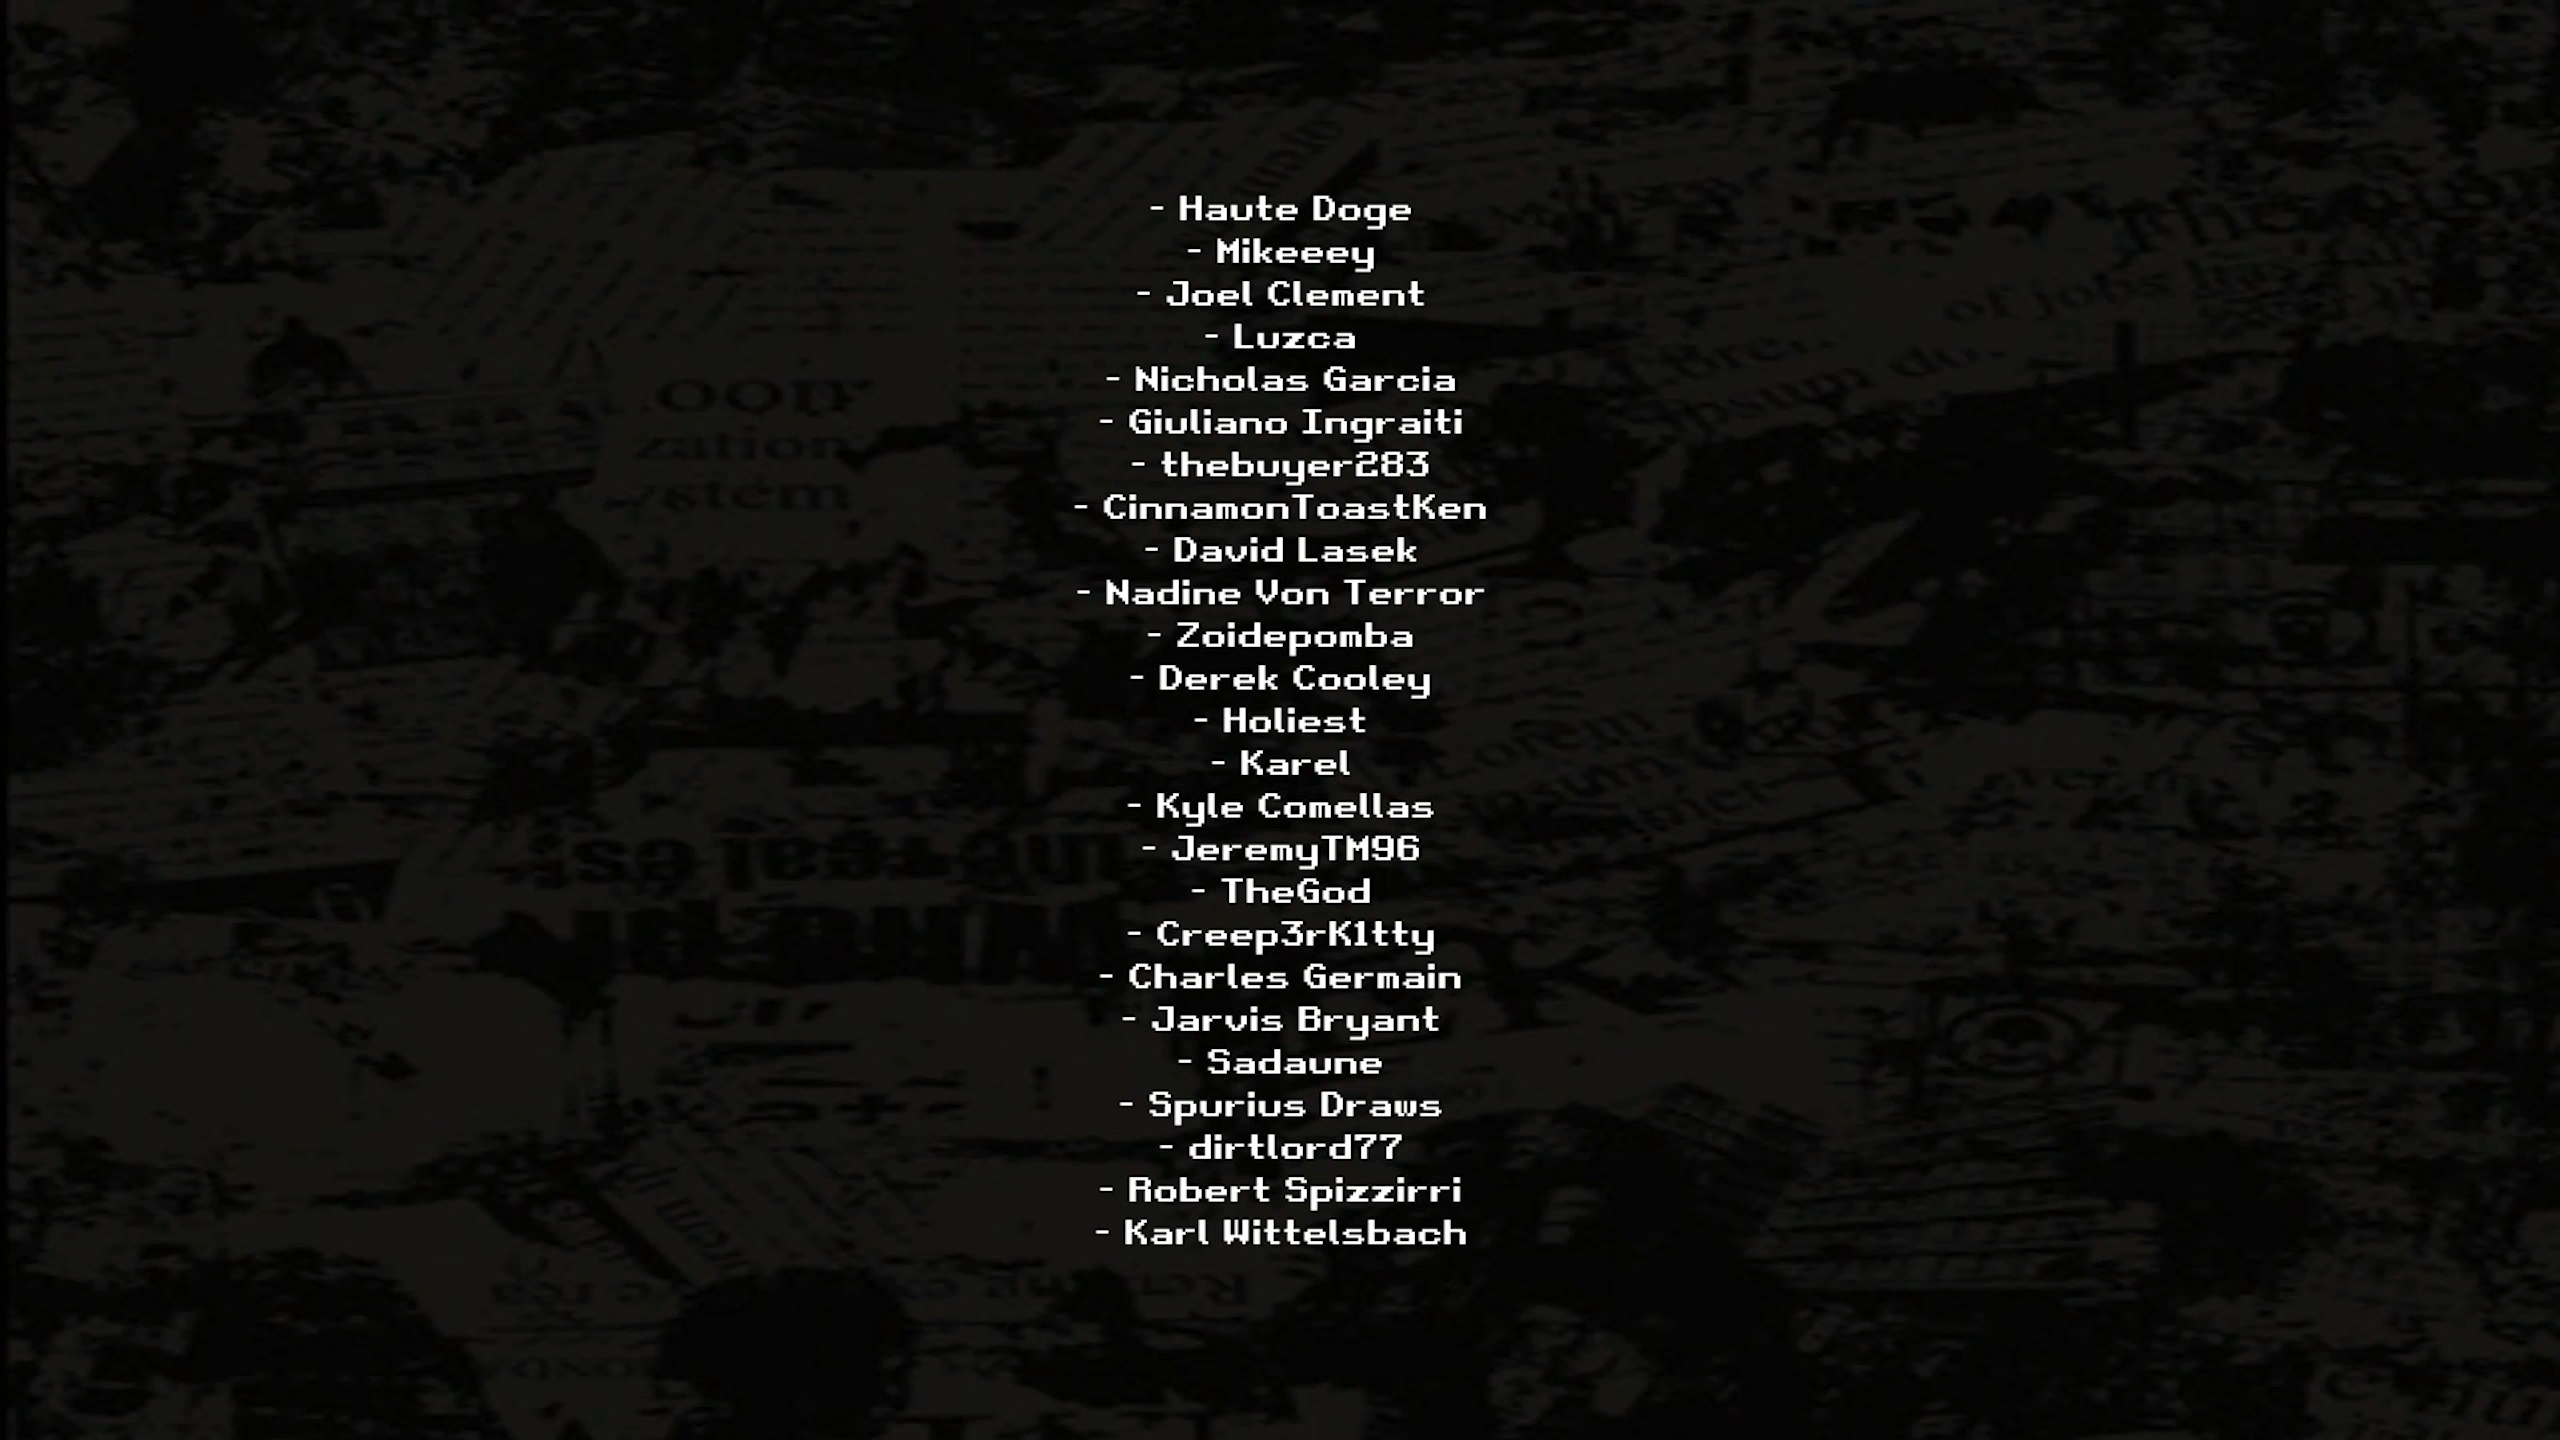 - Haute Doge
- Mikeeey
- Joel Clement
- Luzca
- Nicholas Garcia
- Giuliano Ingraiti
- thebuyer283
- CinnamonToastKen
- David Lasek
- Nadine Von Terror
- Zoidepomba
- Derek Cooley
- Holiest
- Karel
- Kyle Comellas
- JeremyTM96
- TheGod
- Creep3rK1tty
- Charles Germain
- Jarvis Bryant
- Sadaune
- Spurius Draws
- dirtlord77
- Robert Spizzirri
- Karl Wittelsbach